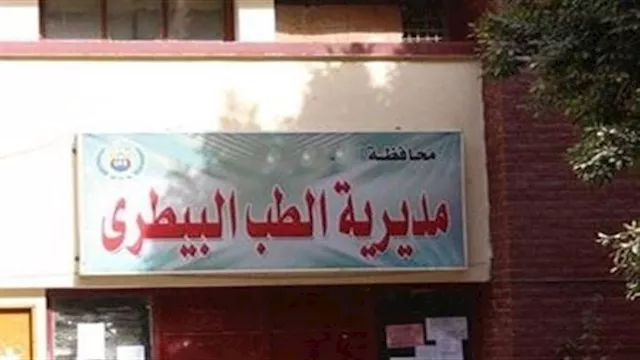 محافظة
مديرية الطب البيطرى